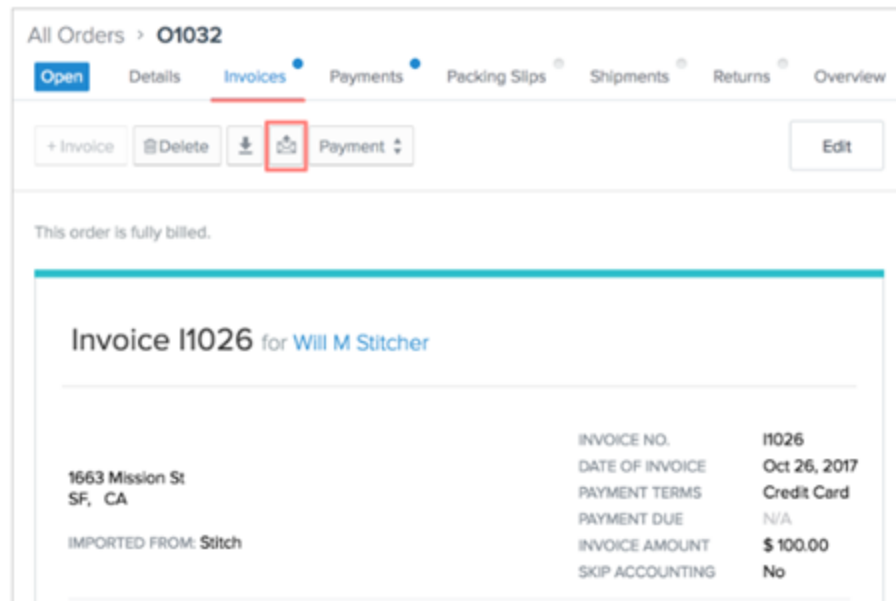 All Orders > O1032
Open Details Invoices Payments Packing Slips Shipments Returns Overview
+ Invoice Delete Payment Edit
This order is fully billed.
Invoice I1026 for Will M Stitcher
INVOICE NO. I1026
DATE OF INVOICE Oct 26, 2017
1663 Mission St
SF, CA
PAYMENT TERMS Credit Card
PAYMENT DUE N/A
IMPORTED FROM: Stitch
INVOICE AMOUNT $ 100.00
SKIP ACCOUNTING No